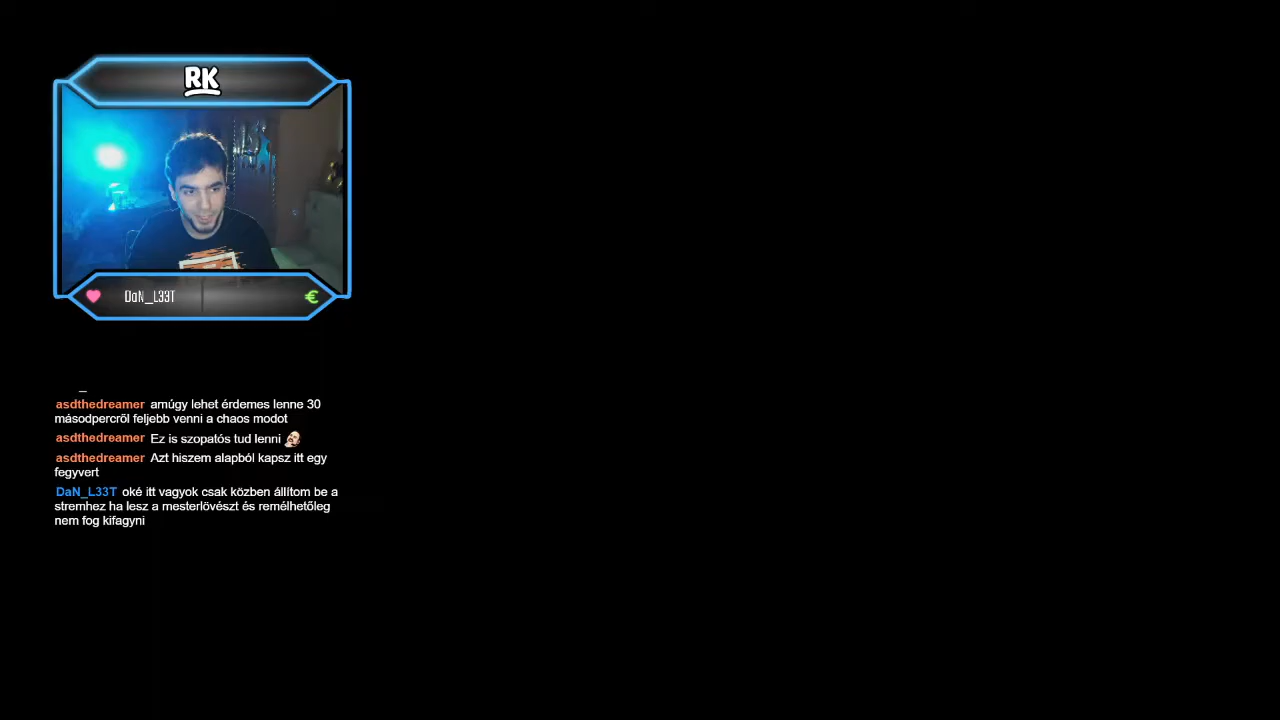 RK
DaN_L33T
€
asdthedreamer amúgy lehet érdemes lenne 30
másodpercről feljebb venni a chaos modot
asdthedreamer Ez is szopatós tud lenni
asdthedreamer Azt hiszem alapból kapsz itt egy
fegyvert
DaN_L33T oké itt vagyok csak közben állítom be a
stremhez ha lesz a mesterlövészt és remélhetőleg
nem fog kifagyni